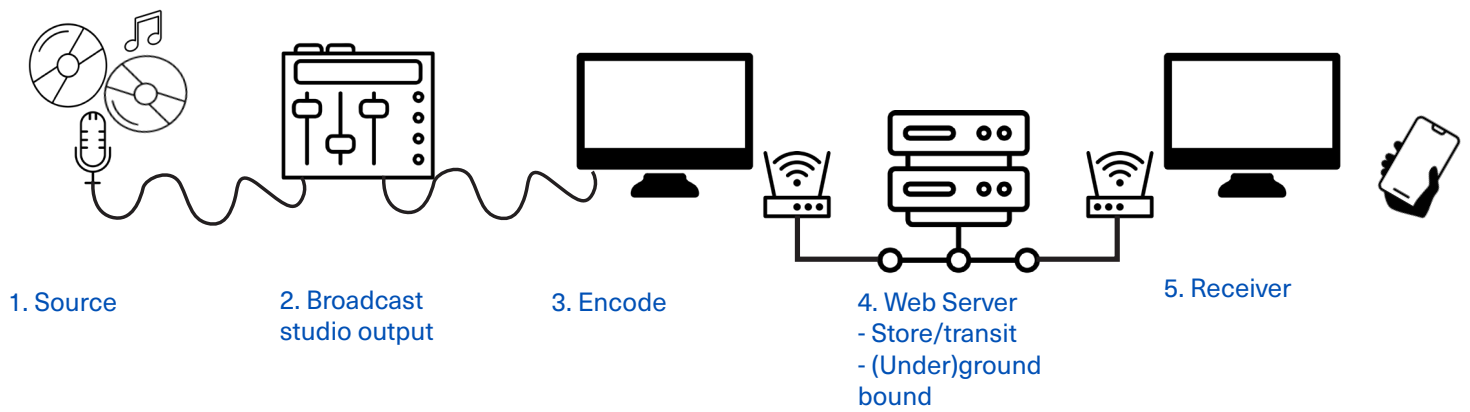 1. Source
2. Broadcast
studio output
3. Encode
4. Web Server
- Store/transit
- (Under)ground
bound
5. Receiver